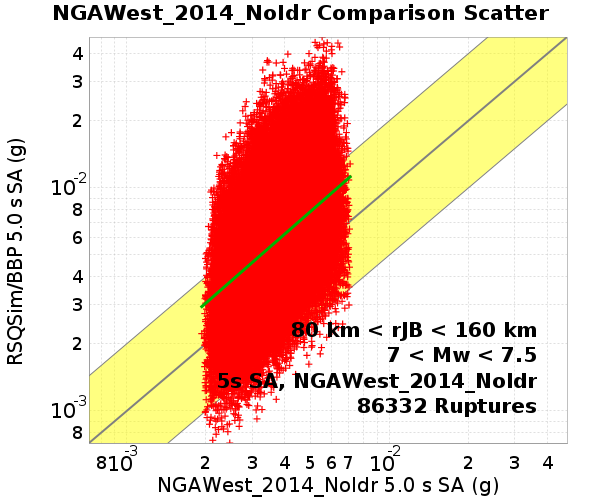 NGAWest_2014_NoIdr Comparison Scatter
RSQSim/BBP 5.0 s SA (g)
4
3
2
10-2
8
6
4
3
2
10-3
8
80 km < rJB < 160 km
7 < Mw < 7.5
5s SA, NGAWest_2014_NoIdr
86332 Ruptures
8 10-3 2 3 4 5 6 7 10-2 2 3 4
NGAWest_2014_NoIdr 5.0 s SA (g)